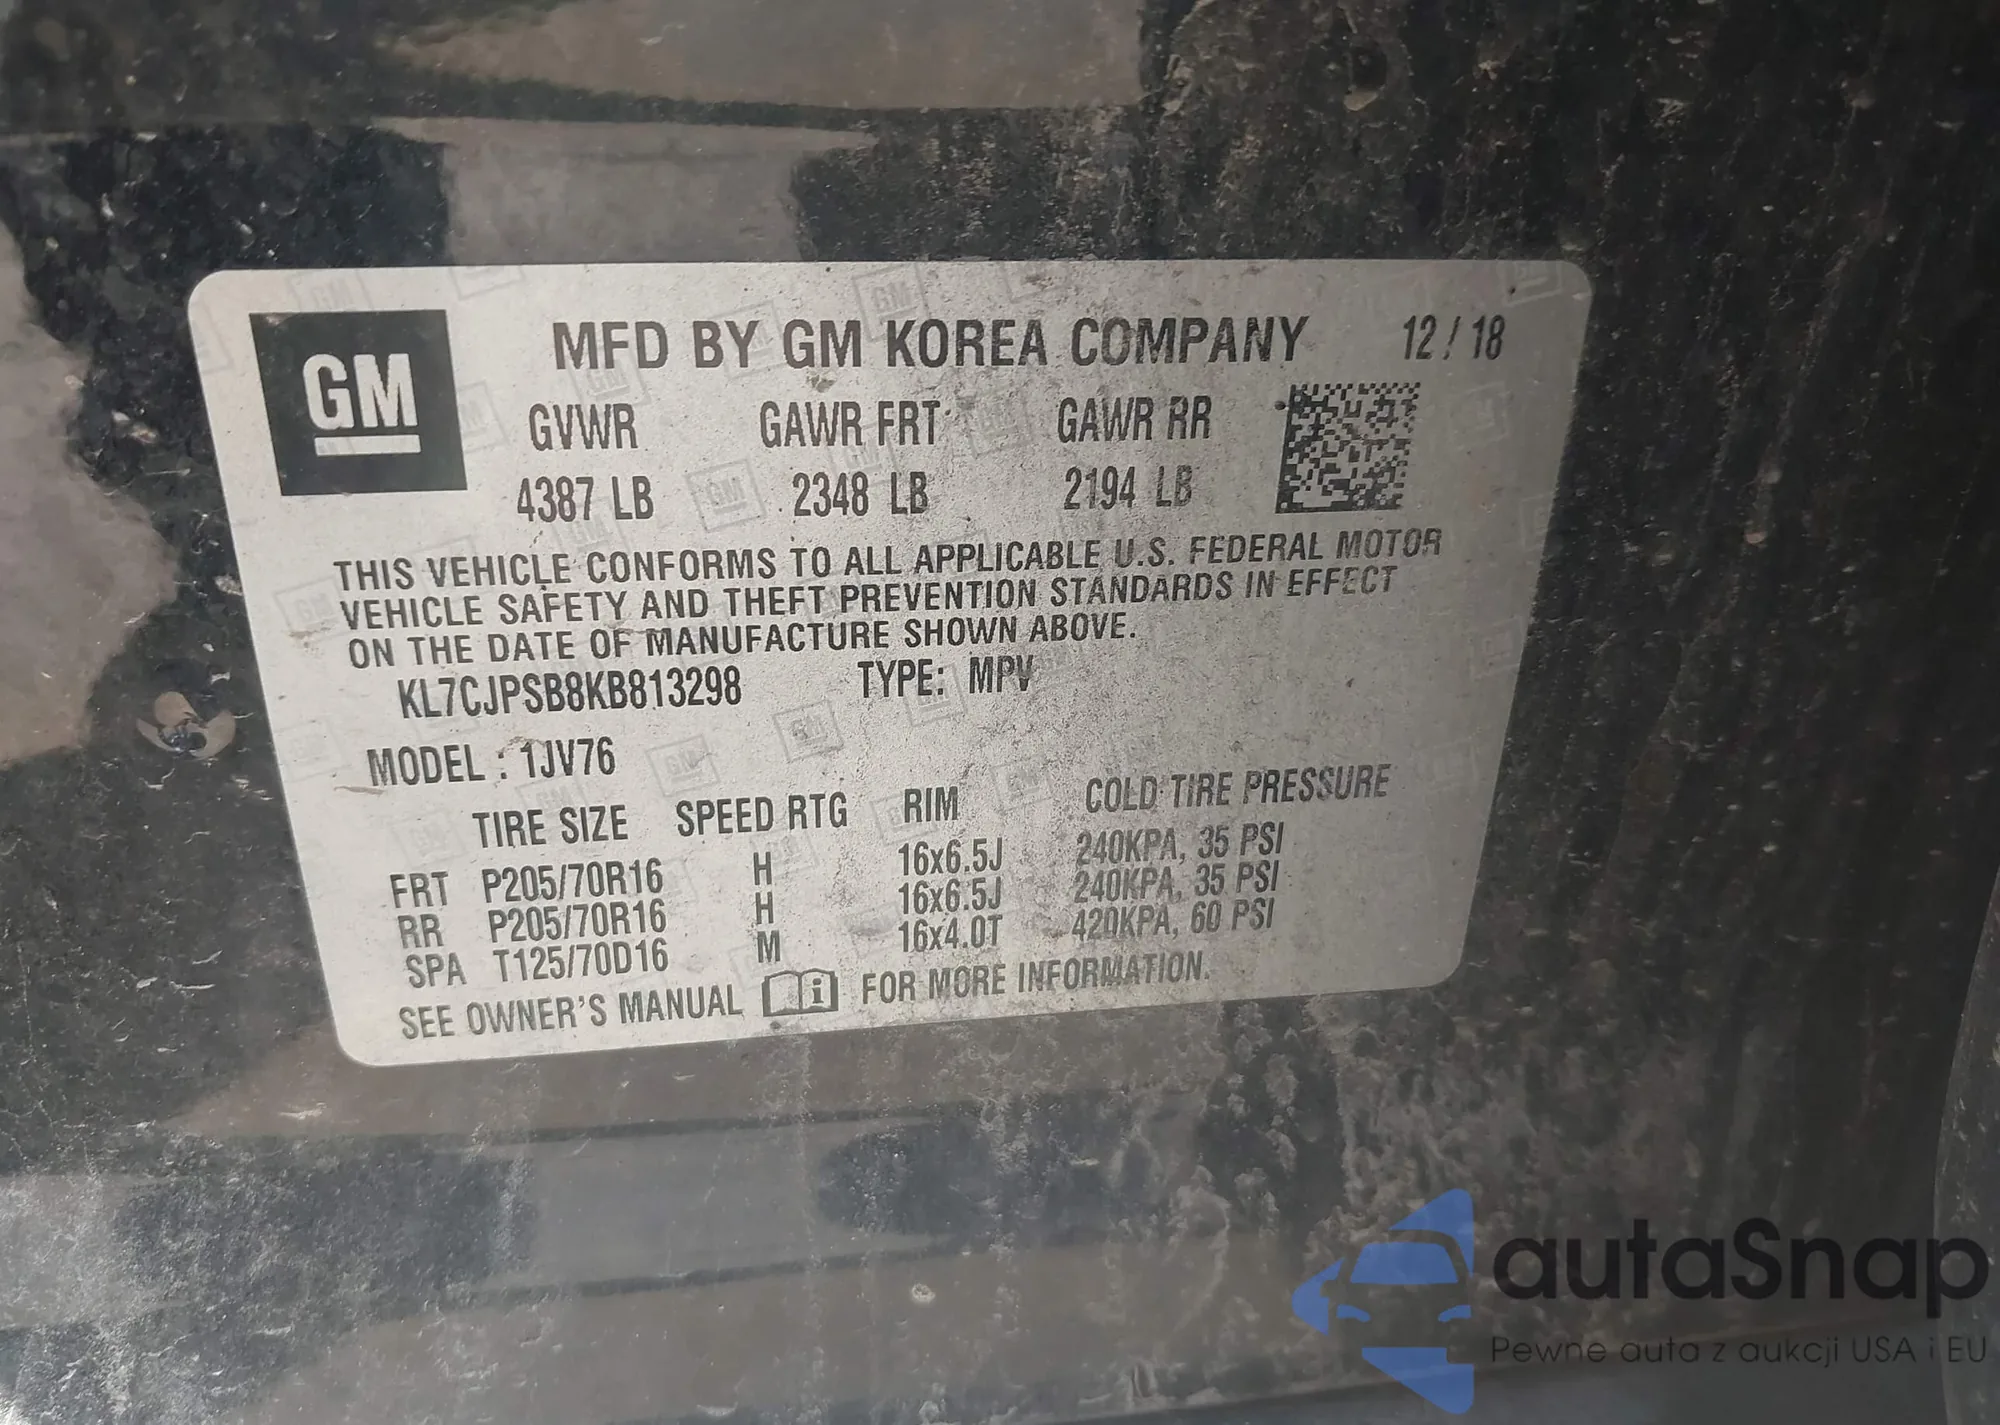 GM
MFD BY GM KOREA COMPANY 12/18
GVWR GAWR FRT GAWR RR
4387 LB 2348 LB 2194 LB
THIS VEHICLE CONFORMS TO ALL APPLICABLE U.S. FEDERAL MOTOR
VEHICLE SAFETY AND THEFT PREVENTION STANDARDS IN EFFECT
ON THE DATE OF MANUFACTURE SHOWN ABOVE.
KL7CJPSB8KB813298 TYPE: MPV
MODEL : 1JV76
TIRE SIZE SPEED RTG RIM COLD TIRE PRESSURE
FRT P205/70R16 H 16x6.5J 240KPA, 35 PSI
RR P205/70R16 H 16x6.5J 240KPA, 35 PSI
SPA T125/70D16 M 16x4.0T 420KPA, 60 PSI
SEE OWNER'S MANUAL i FOR MORE INFORMATION.
autaSnap
Pewne auta z aukcji USA i EU